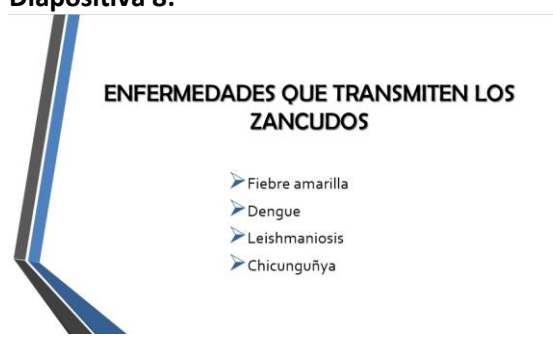 Diapositiva 8:
ENFERMEDADES QUE TRANSMITEN LOS
ZANCUDOS
Fiebre amarilla
Dengue
Leishmaniosis
Chicunguñya